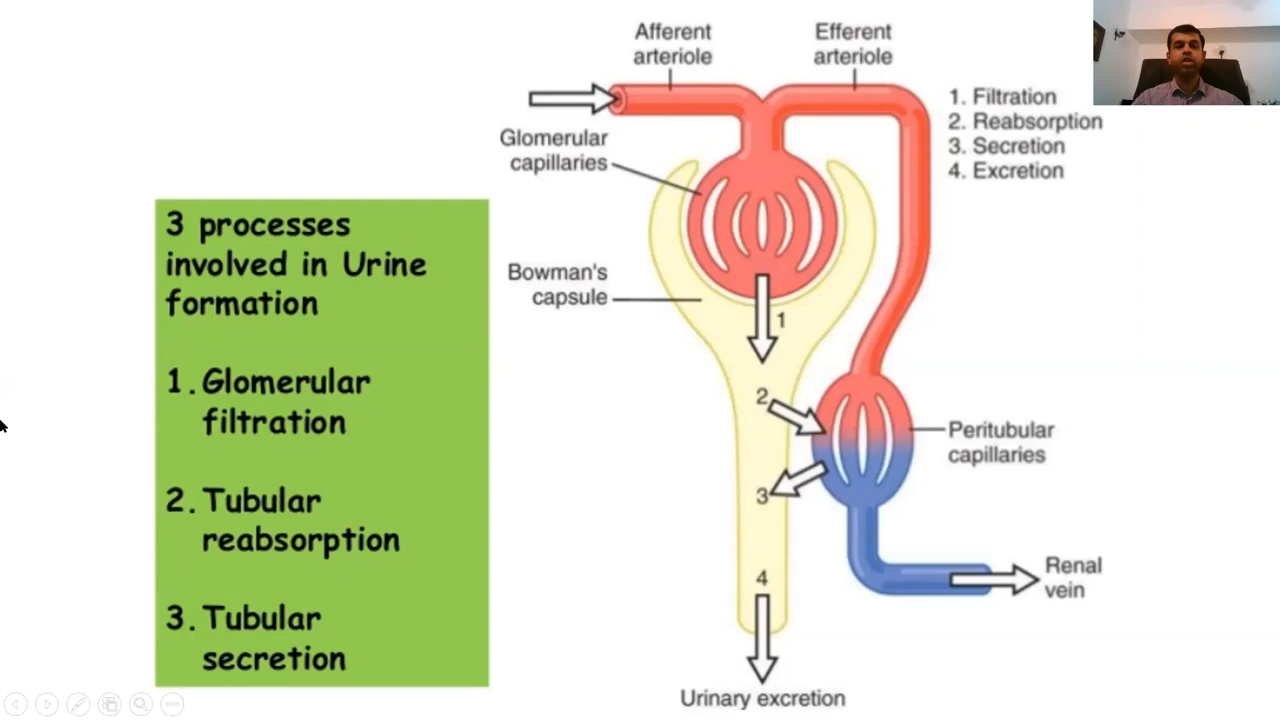 3 processes
involved in Urine
formation
1. Glomerular
filtration
2. Tubular
reabsorption
3. Tubular
secretion
Afferent
arteriole
Efferent
arteriole
1. Filtration
2. Reabsorption
3. Secretion
4. Excretion
Glomerular
capillaries
Bowman's
capsule
1
2
3
4
Peritubular
capillaries
Renal
vein
Urinary excretion